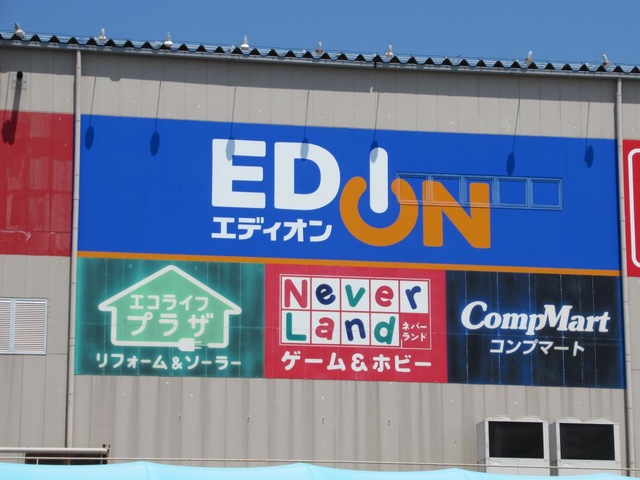 EDION
エディオン
エコライフ
プラザ
リフォーム&ソーラー
Never
Land
ネバー
ランド
ゲーム&ホビー
CompMart
コンプマート